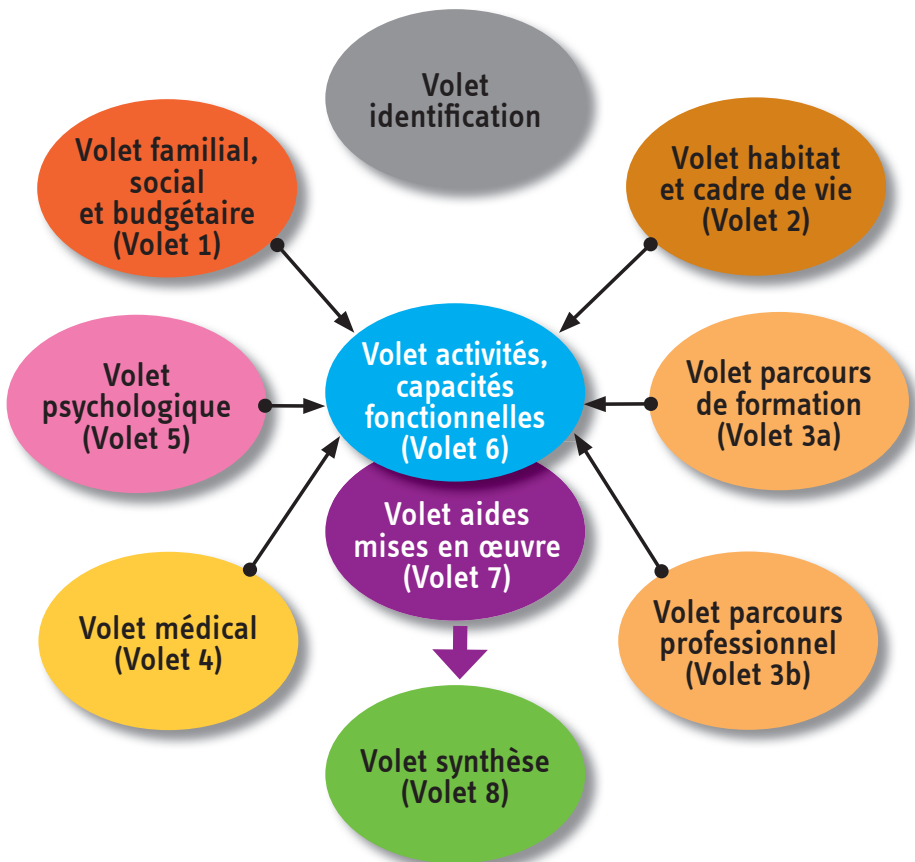 Volet
identification
Volet familial,
social
et budgétaire
(Volet 1)
Volet habitat
et cadre de vie
(Volet 2)
Volet activités,
capacités
fonctionnelles
(Volet 6)
Volet
psychologique
(Volet 5)
Volet parcours
de formation
(Volet 3a)
Volet aides
mises en œuvre
(Volet 7)
Volet médical
(Volet 4)
Volet parcours
professionnel
(Volet 3b)
Volet synthèse
(Volet 8)